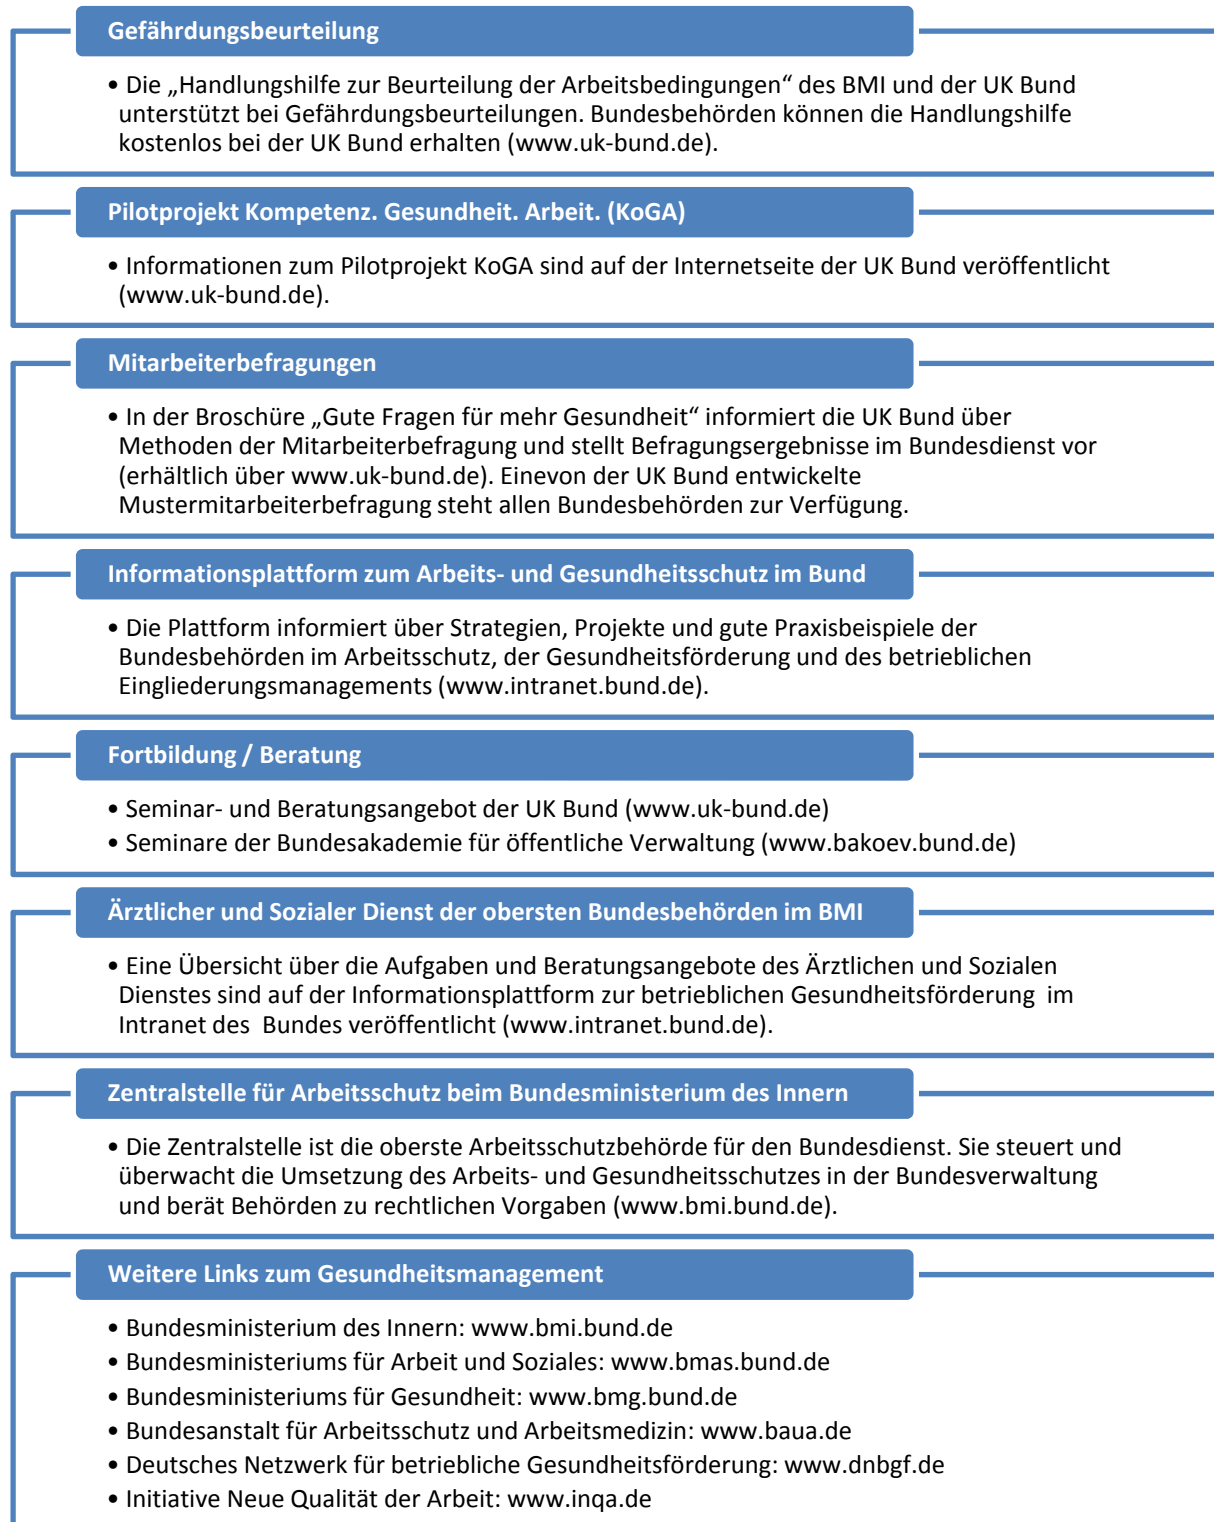 Gefährdungsbeurteilung
• Die „Handlungshilfe zur Beurteilung der Arbeitsbedingungen“ des BMI und der UK Bund
unterstützt bei Gefährdungsbeurteilungen. Bundesbehörden können die Handlungshilfe
kostenlos bei der UK Bund erhalten (www.uk-bund.de).
Pilotprojekt Kompetenz. Gesundheit. Arbeit. (KoGA)
• Informationen zum Pilotprojekt KoGA sind auf der Internetseite der UK Bund veröffentlicht
(www.uk-bund.de).
Mitarbeiterbefragungen
• In der Broschüre „Gute Fragen für mehr Gesundheit“ informiert die UK Bund über
Methoden der Mitarbeiterbefragung und stellt Befragungsergebnisse im Bundesdienst vor
(erhältlich über www.uk-bund.de). Einevon der UK Bund entwickelte
Mustermitarbeiterbefragung steht allen Bundesbehörden zur Verfügung.
Informationsplattform zum Arbeits- und Gesundheitsschutz im Bund
• Die Plattform informiert über Strategien, Projekte und gute Praxisbeispiele der
Bundesbehörden im Arbeitsschutz, der Gesundheitsförderung und des betrieblichen
Eingliederungsmanagements (www.intranet.bund.de).
Fortbildung / Beratung
• Seminar- und Beratungsangebot der UK Bund (www.uk-bund.de)
• Seminare der Bundesakademie für öffentliche Verwaltung (www.bakoev.bund.de)
Ärztlicher und Sozialer Dienst der obersten Bundesbehörden im BMI
• Eine Übersicht über die Aufgaben und Beratungsangebote des Ärztlichen und Sozialen
Dienstes sind auf der Informationsplattform zur betrieblichen Gesundheitsförderung  im
Intranet des  Bundes veröffentlicht (www.intranet.bund.de).
Zentralstelle für Arbeitsschutz beim Bundesministerium des Innern
• Die Zentralstelle ist die oberste Arbeitsschutzbehörde für den Bundesdienst. Sie steuert und
überwacht die Umsetzung des Arbeits- und Gesundheitsschutzes in der Bundesverwaltung
und berät Behörden zu rechtlichen Vorgaben (www.bmi.bund.de).
Weitere Links zum Gesundheitsmanagement
• Bundesministerium des Innern: www.bmi.bund.de
• Bundesministeriums für Arbeit und Soziales: www.bmas.bund.de
• Bundesministeriums für Gesundheit: www.bmg.bund.de
• Bundesanstalt für Arbeitsschutz und Arbeitsmedizin: www.baua.de
• Deutsches Netzwerk für betriebliche Gesundheitsförderung: www.dnbgf.de
• Initiative Neue Qualität der Arbeit: www.inqa.de